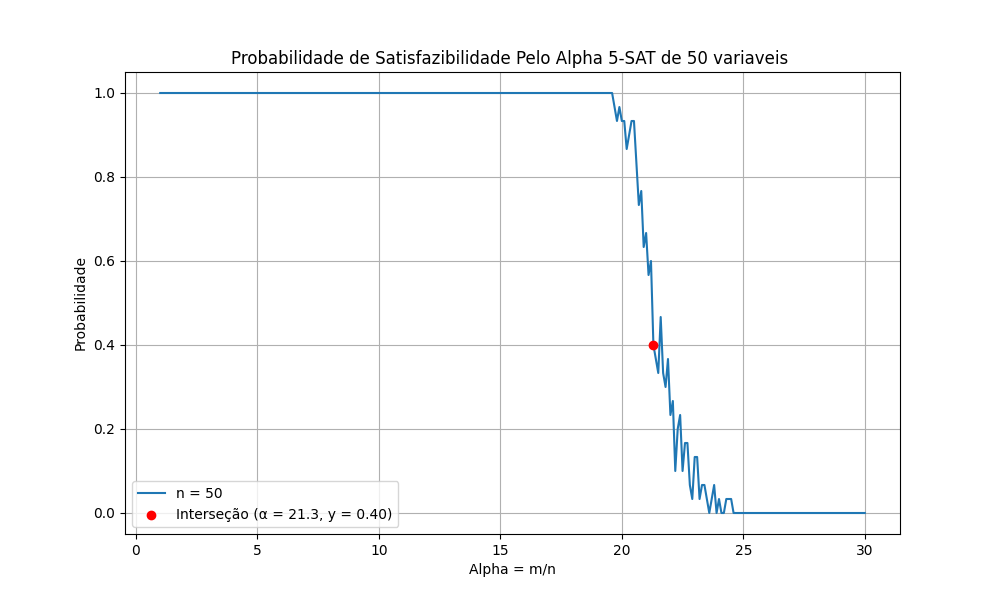 Probabilidade de Satisfazibilidade Pelo Alpha 5-SAT de 50 variaveis
Probabilidade
1.0
0.8
0.6
0.4
0.2
0.0
n = 50
Interseção (α = 21.3, y = 0.40)
0 5 10 15 20 25 30
Alpha = m/n